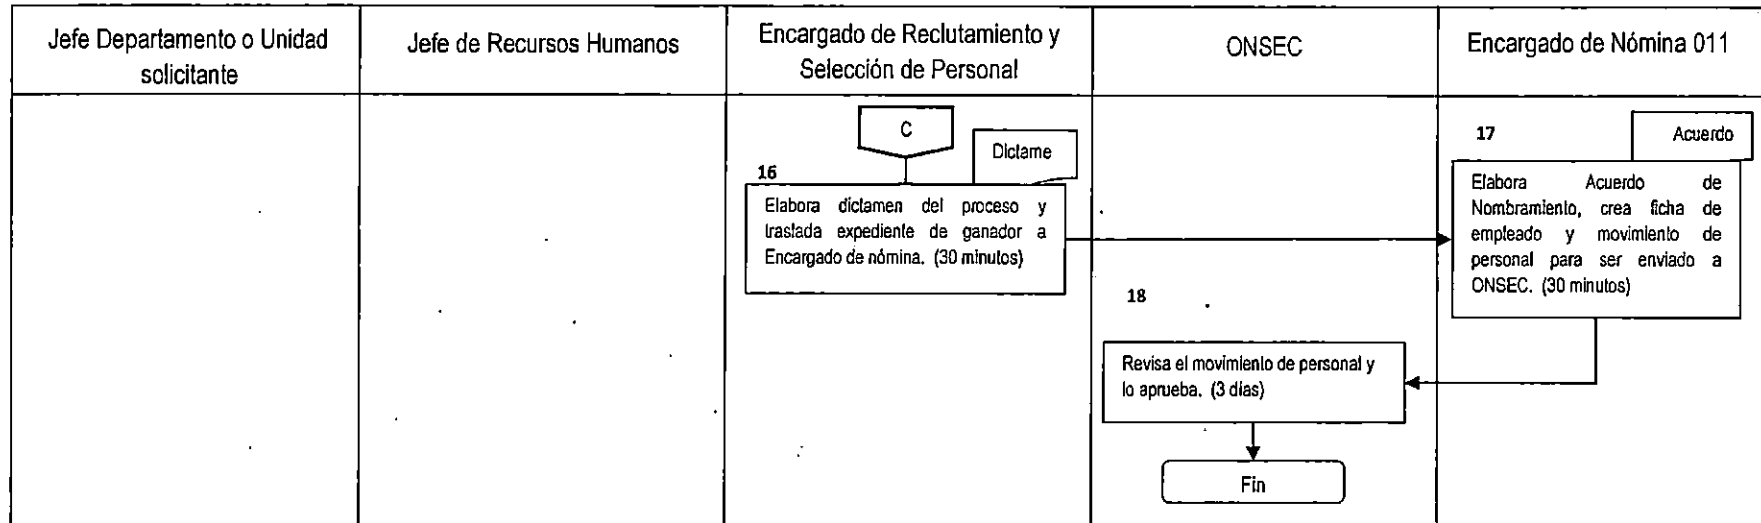 Jefe Departamento o Unidad
solicitante
Jefe de Recursos Humanos
Encargado de Reclutamiento y
Selección de Personal
ONSEC
Encargado de Nómina 011
C
Dictame
16
Elabora dictamen del proceso y
traslada expediente de ganador a
Encargado de nómina. (30 minutos)
17
Acuerdo
Elabora Acuerdo de
Nombramiento, crea ficha de
empleado y movimiento de
personal para ser enviado a
ONSEC. (30 minutos)
18
Revisa el movimiento de personal y
lo aprueba. (3 días)
Fin